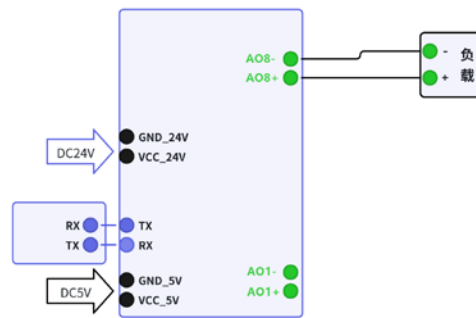 AO8-
AO8+
- 负
+ 载
GND_24V
DC24V
VCC_24V
RX
TX
TX
RX
AO1-
GND_5V
DC5V
AO1+
VCC_5V